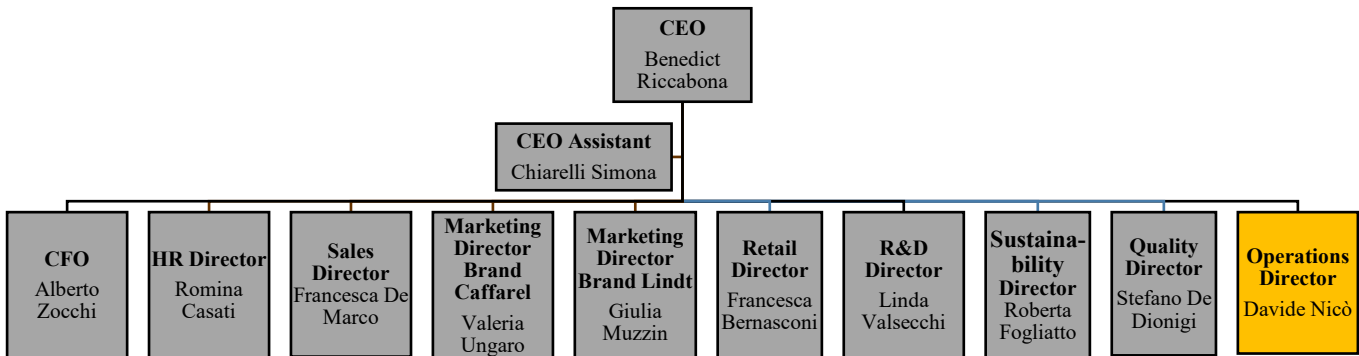 CEO
Benedict
Riccabona
CEO Assistant
Chiarelli Simona
CFO
Alberto
Zocchi
HR Director
Romina
Casati
Sales
Director
Francesca De
Marco
Marketing
Director
Brand
Caffarel
Valeria
Ungaro
Marketing
Director
Brand Lindt
Giulia
Muzzin
Retail
Director
Francesca
Bernasconi
R&D
Director
Linda
Valsecchi
Sustaina-
bility
Director
Roberta
Fogliatto
Quality
Director
Stefano De
Dionigi
Operations
Director
Davide Nicò